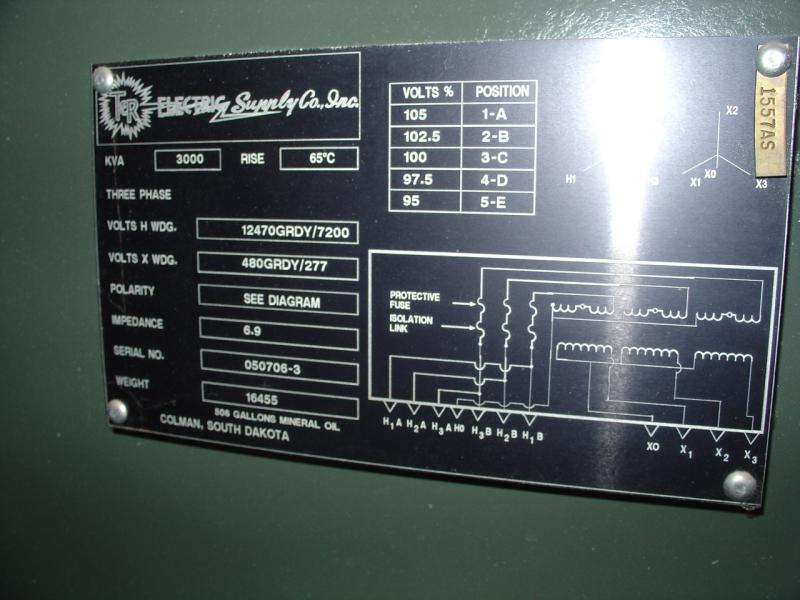 T&R ELECTRIC Supply Co., Inc.
KVA 3000 RISE 65°C
THREE PHASE
VOLTS H WDG. 12470GRDY/7200
VOLTS X WDG. 480GRDY/277
POLARITY SEE DIAGRAM
IMPEDANCE 6.9
SERIAL NO. 050706-3
WEIGHT 16455
506 GALLONS MINERAL OIL
COLMAN, SOUTH DAKOTA
VOLTS % POSITION
105 1-A
102.5 2-B
100 3-C
97.5 4-D
95 5-E
X2
H1 H3 X1 X0 X3
1557AS
PROTECTIVE
FUSE
ISOLATION
LINK
H1A H2A H3A H0 H3B H2B H1B X0 X1 X2 X3